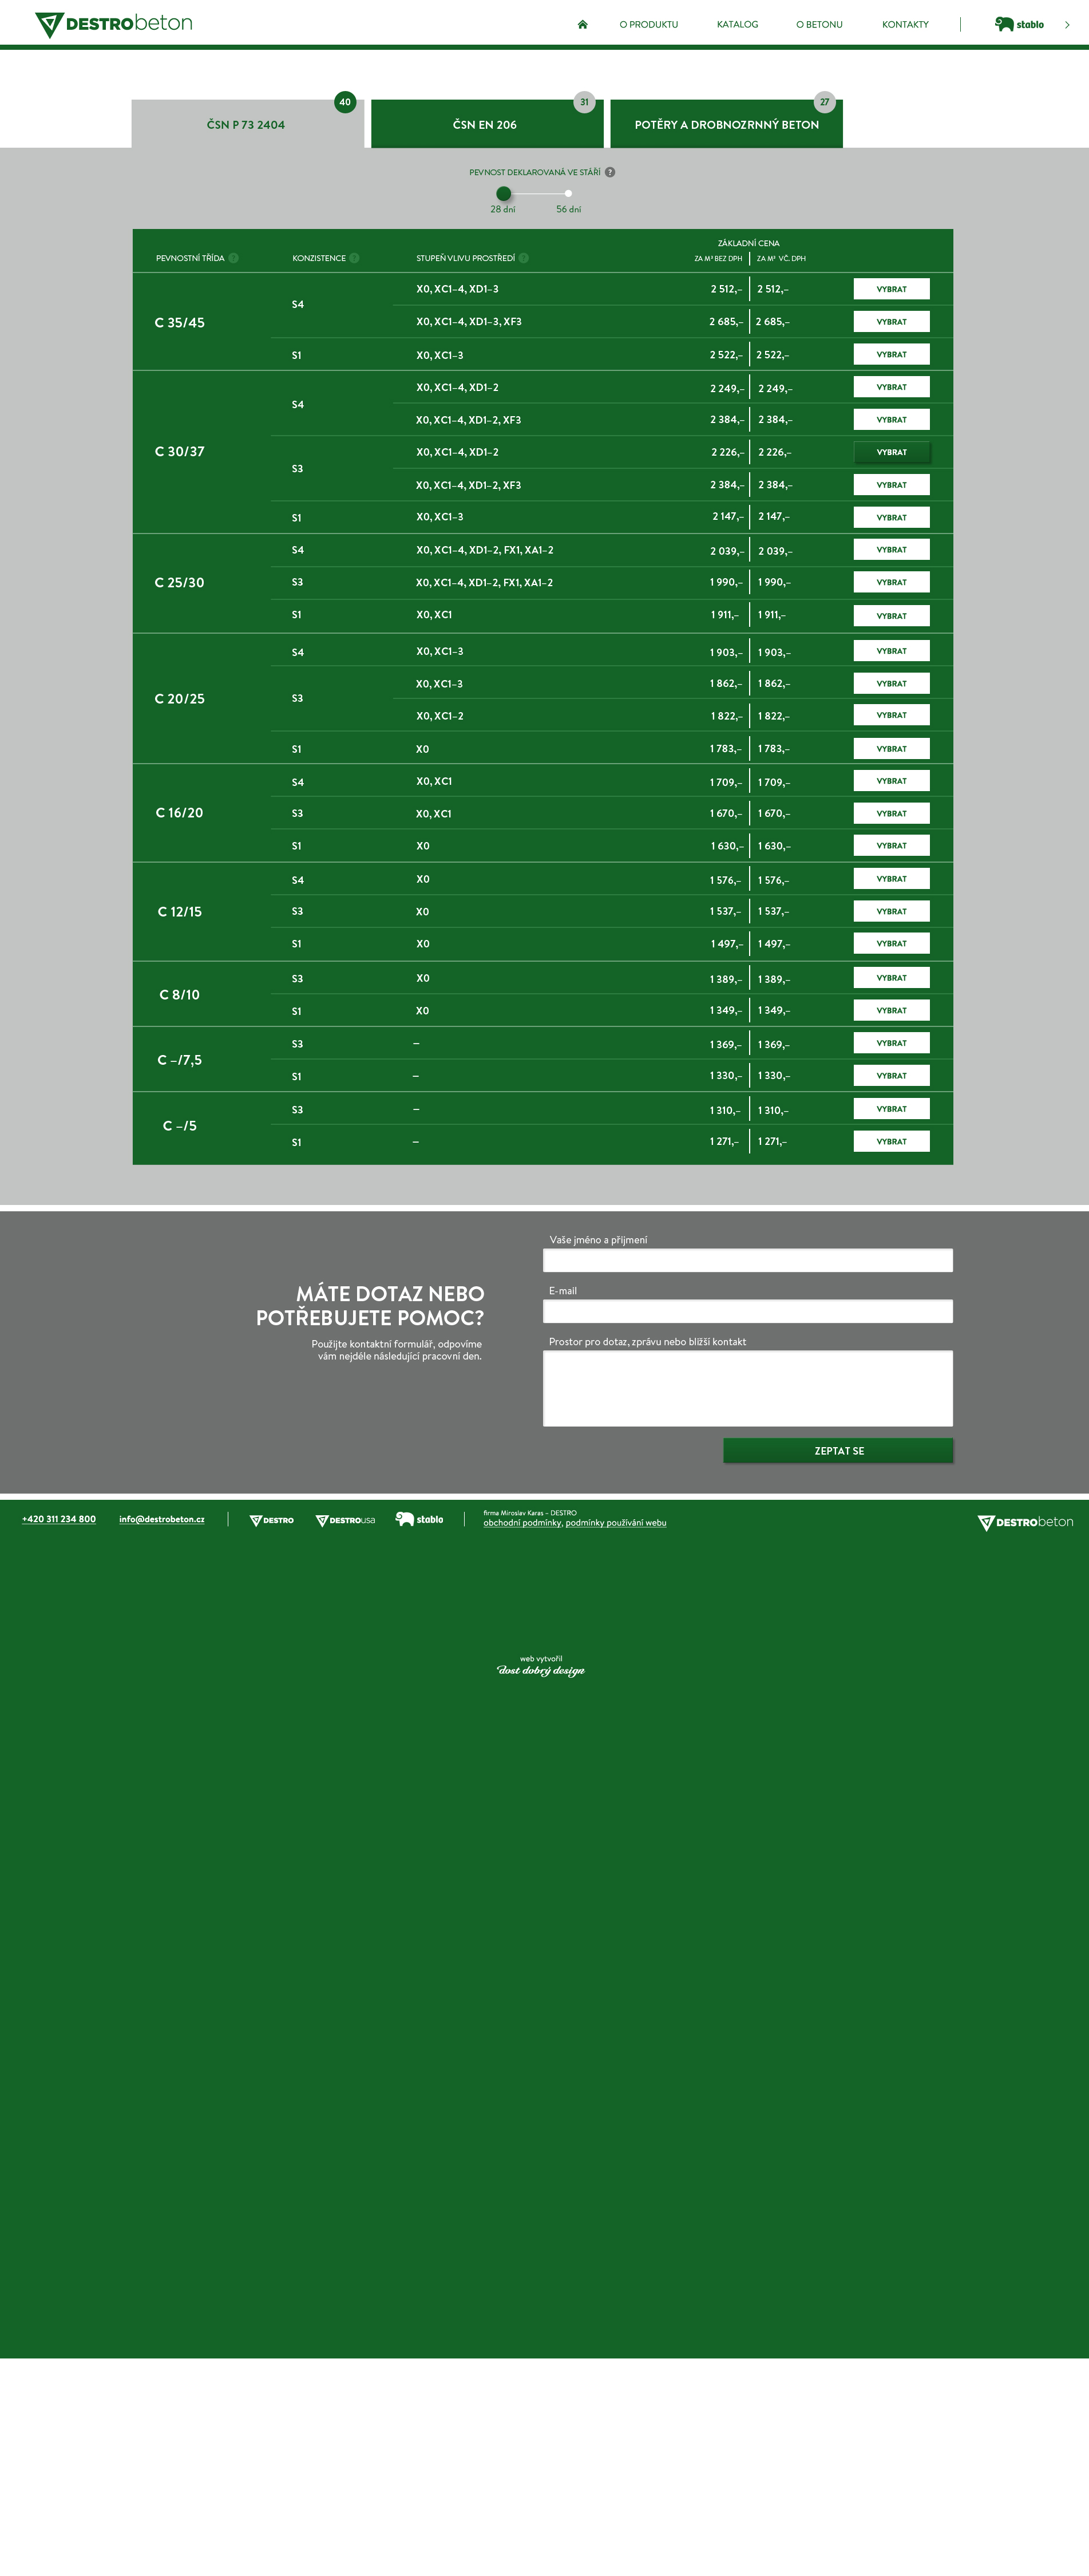 DESTRObeton
O PRODUKTU KATALOG O BETONU KONTAKTY stablo
40 31 27
ČSN P 73 2404 ČSN EN 206 POTĚRY A DROBNOZRNNÝ BETON
PEVNOST DEKLAROVANÁ VE STÁŘÍ ?
28 dní 56 dní
ZÁKLADNÍ CENA
PEVNOSTNÍ TŘÍDA ? KONZISTENCE ? STUPEŇ VLIVU PROSTŘEDÍ ? ZA M³ BEZ DPH ZA M³ VČ. DPH
C 35/45
S4 X0, XC1–4, XD1–3 2 512,– 2 512,– VYBRAT
X0, XC1–4, XD1–3, XF3 2 685,– 2 685,– VYBRAT
S1 X0, XC1–3 2 522,– 2 522,– VYBRAT
C 30/37
S4 X0, XC1–4, XD1–2 2 249,– 2 249,– VYBRAT
X0, XC1–4, XD1–2, XF3 2 384,– 2 384,– VYBRAT
S3 X0, XC1–4, XD1–2 2 226,– 2 226,– VYBRAT
X0, XC1–4, XD1–2, XF3 2 384,– 2 384,– VYBRAT
S1 X0, XC1–3 2 147,– 2 147,– VYBRAT
C 25/30
S4 X0, XC1–4, XD1–2, FX1, XA1–2 2 039,– 2 039,– VYBRAT
S3 X0, XC1–4, XD1–2, FX1, XA1–2 1 990,– 1 990,– VYBRAT
S1 X0, XC1 1 911,– 1 911,– VYBRAT
C 20/25
S4 X0, XC1–3 1 903,– 1 903,– VYBRAT
S3 X0, XC1–3 1 862,– 1 862,– VYBRAT
X0, XC1–2 1 822,– 1 822,– VYBRAT
S1 X0 1 783,– 1 783,– VYBRAT
C 16/20
S4 X0, XC1 1 709,– 1 709,– VYBRAT
S3 X0, XC1 1 670,– 1 670,– VYBRAT
S1 X0 1 630,– 1 630,– VYBRAT
C 12/15
S4 X0 1 576,– 1 576,– VYBRAT
S3 X0 1 537,– 1 537,– VYBRAT
S1 X0 1 497,– 1 497,– VYBRAT
C 8/10
S3 X0 1 389,– 1 389,– VYBRAT
S1 X0 1 349,– 1 349,– VYBRAT
C –/7,5
S3 – 1 369,– 1 369,– VYBRAT
S1 – 1 330,– 1 330,– VYBRAT
C –/5
S3 – 1 310,– 1 310,– VYBRAT
S1 – 1 271,– 1 271,– VYBRAT
MÁTE DOTAZ NEBO
POTŘEBUJETE POMOC?
Použijte kontaktní formulář, odpovíme
vám nejdéle následující pracovní den.
Vaše jméno a přijmení
E-mail
Prostor pro dotaz, zprávu nebo bližší kontakt
ZEPTAT SE
+420 311 234 800 info@destrobeton.cz DESTRO DESTROusa stablo
firma Miroslav Karas – DESTRO
obchodní podmínky, podmínky používání webu
DESTRObeton
web vytvořil
dost dobrý design